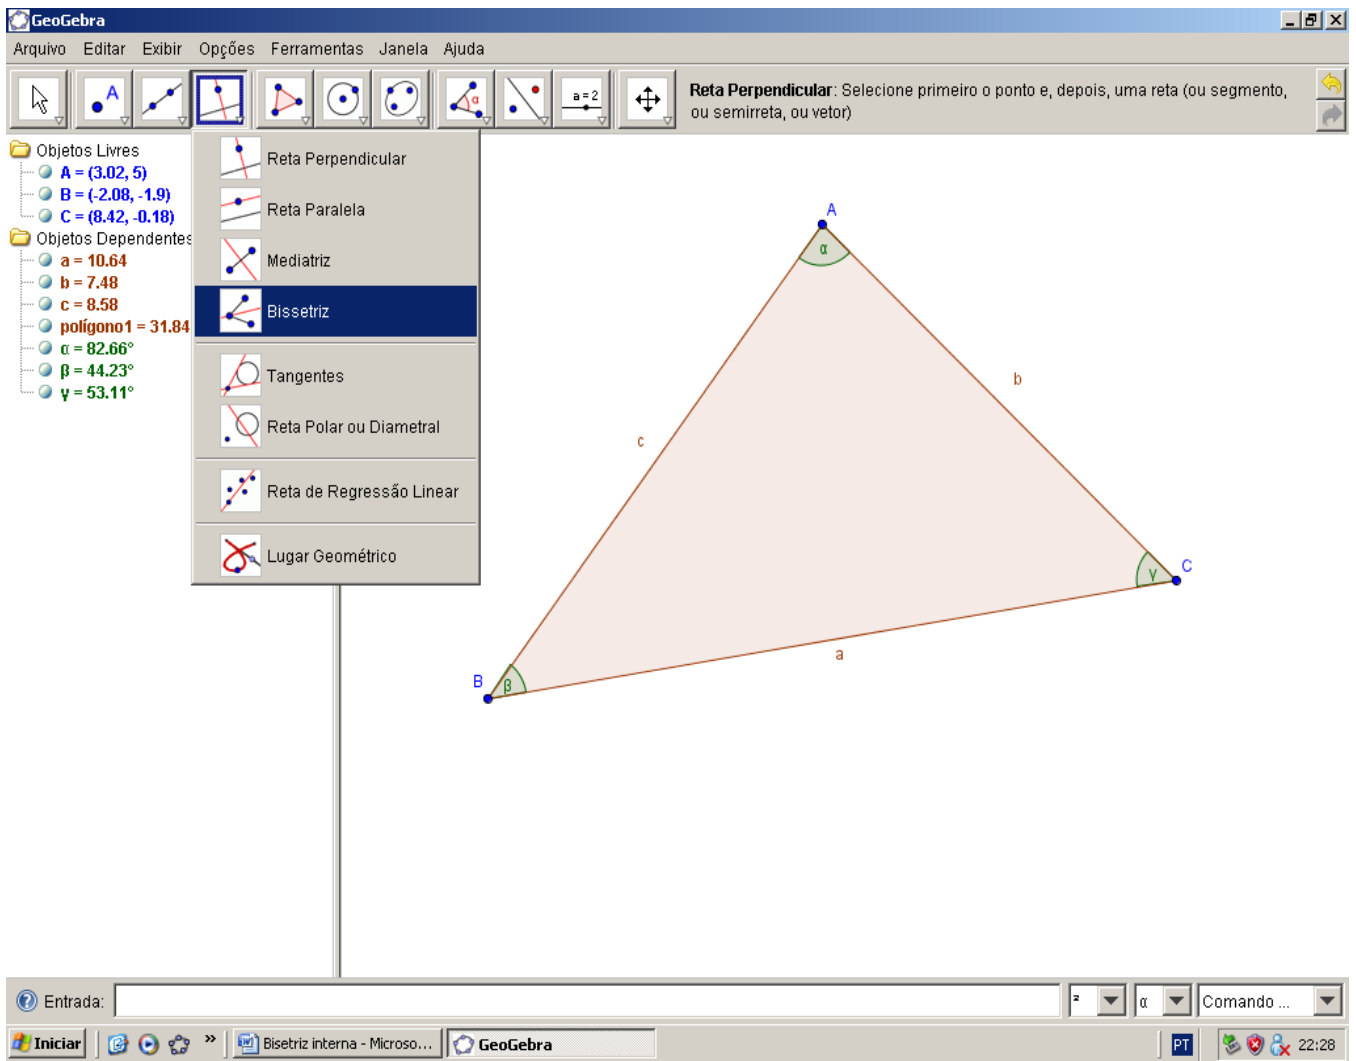 GeoGebra
Arquivo Editar Exibir Opções Ferramentas Janela Ajuda
A
α
a = 2
Reta Perpendicular: Selecione primeiro o ponto e, depois, uma reta (ou segmento,
ou semirreta, ou vetor)
Objetos Livres
A = (3.02, 5)
B = (-2.08, -1.9)
C = (8.42, -0.18)
Objetos Dependentes
a = 10.64
b = 7.48
c = 8.58
polígono1 = 31.84
α = 82.66°
β = 44.23°
γ = 53.11°
Reta Perpendicular
Reta Paralela
Mediatriz
Bissetriz
Tangentes
Reta Polar ou Diametral
Reta de Regressão Linear
Lugar Geométrico
A
α
b
c
C
γ
a
B
β
Entrada:
²
α
Comando ...
Iniciar
»
Bisetriz interna - Microso...
GeoGebra
PT
22:28